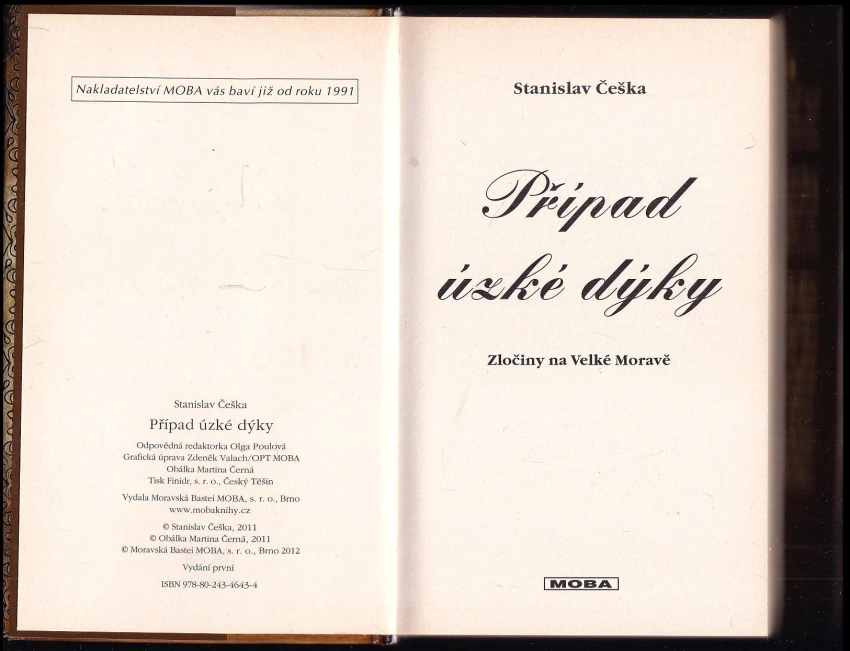 Nakladatelství MOBA vás baví již od roku 1991
Stanislav Češka
Případ úzké dýky
Odpovědná redaktorka Olga Poulová
Grafická úprava Zdeněk Valach/OPT MOBA
Obálka Martina Černá
Tisk Finidr, s. r. o., Český Těšín
Vydala Moravská Bastei MOBA, s. r. o., Brno
www.mobaknihy.cz
© Stanislav Češka, 2011
© Obálka Martina Černá, 2011
© Moravská Bastei MOBA, s. r. o., Brno 2012
Vydání první
ISBN 978-80-243-4643-4
Stanislav Češka
Případ
úzké dýky
Zločiny na Velké Moravě
MOBA